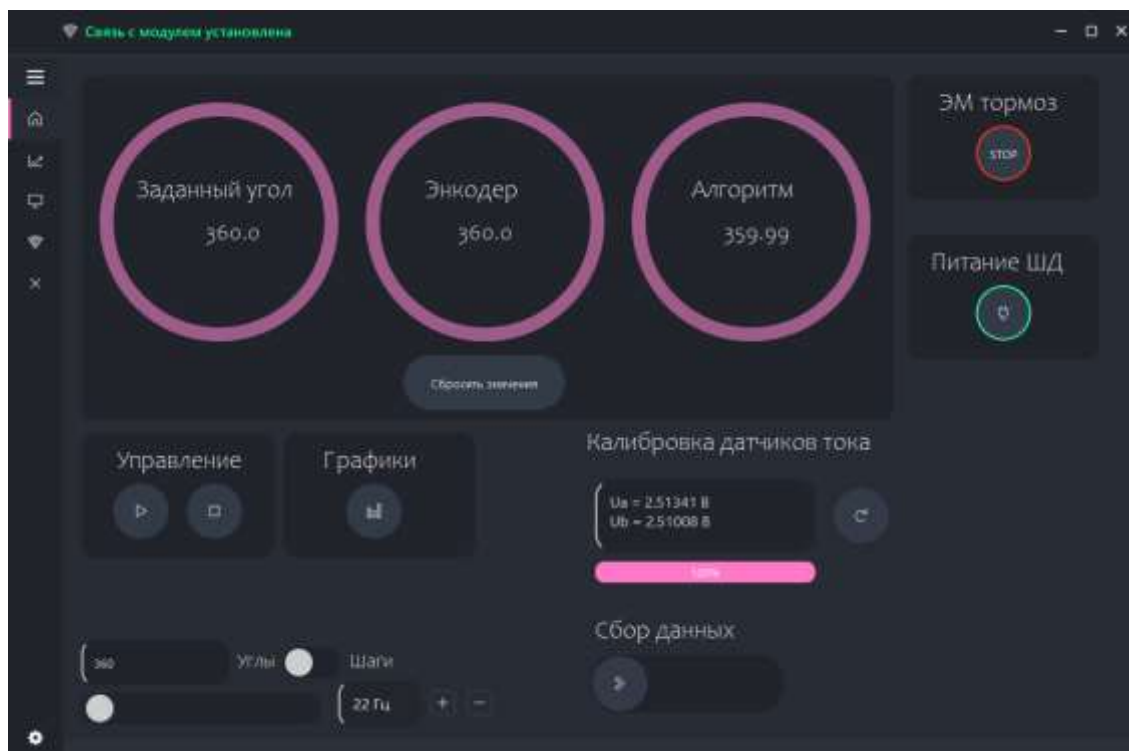 Связь с модулем установлена
Заданный угол
360.0
Энкодер
360.0
Алгоритм
359.99
ЭМ тормоз
STOP
Питание ШД
Сбросить значения
Управление
Графики
Калибровка датчиков тока
Ua = 2.51341 В
Ub = 2.51008 В
Сбор данных
360
Углы
Шаги
22 Гц
+
−